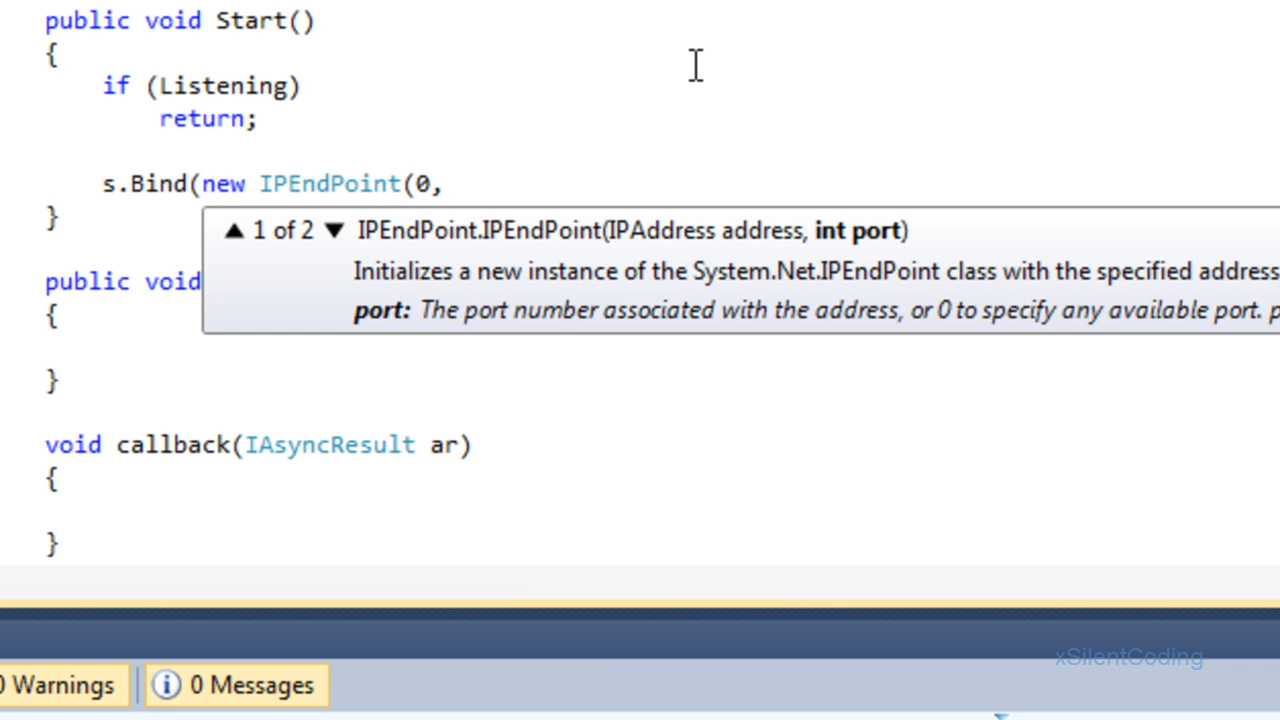 public void Start()
{
if (Listening)
return;
s.Bind(new IPEndPoint(0,
}
▲ 1 of 2 ▼ IPEndPoint.IPEndPoint(IPAddress address, int port)
Initializes a new instance of the System.Net.IPEndPoint class with the specified address
port: The port number associated with the address, or 0 to specify any available port. p
public void
{
}
void callback(IAsyncResult ar)
{
}
xSilentCoding
0 Warnings
0 Messages